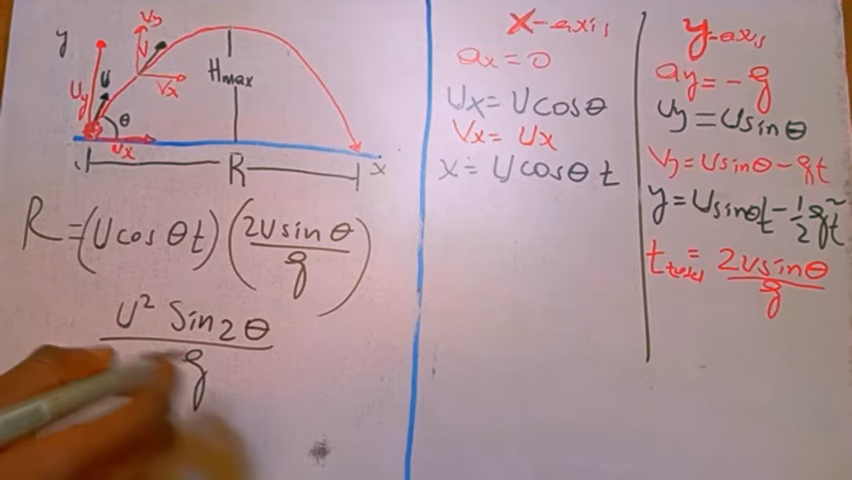 y
Vy
V
Vx
Uy
U
θ
Ux
Hmax
R
x
R = (U cos θ t) (2U sin θ / g)
U² Sin 2θ / g
X-axis
ax = 0
Ux = U cos θ
Vx = Ux
x = U cos θ t
y-axis
ay = -g
Uy = U sin θ
Vy = U sin θ - gt
y = U sin θ t - 1/2 gt²
t = 2U sin θ / g